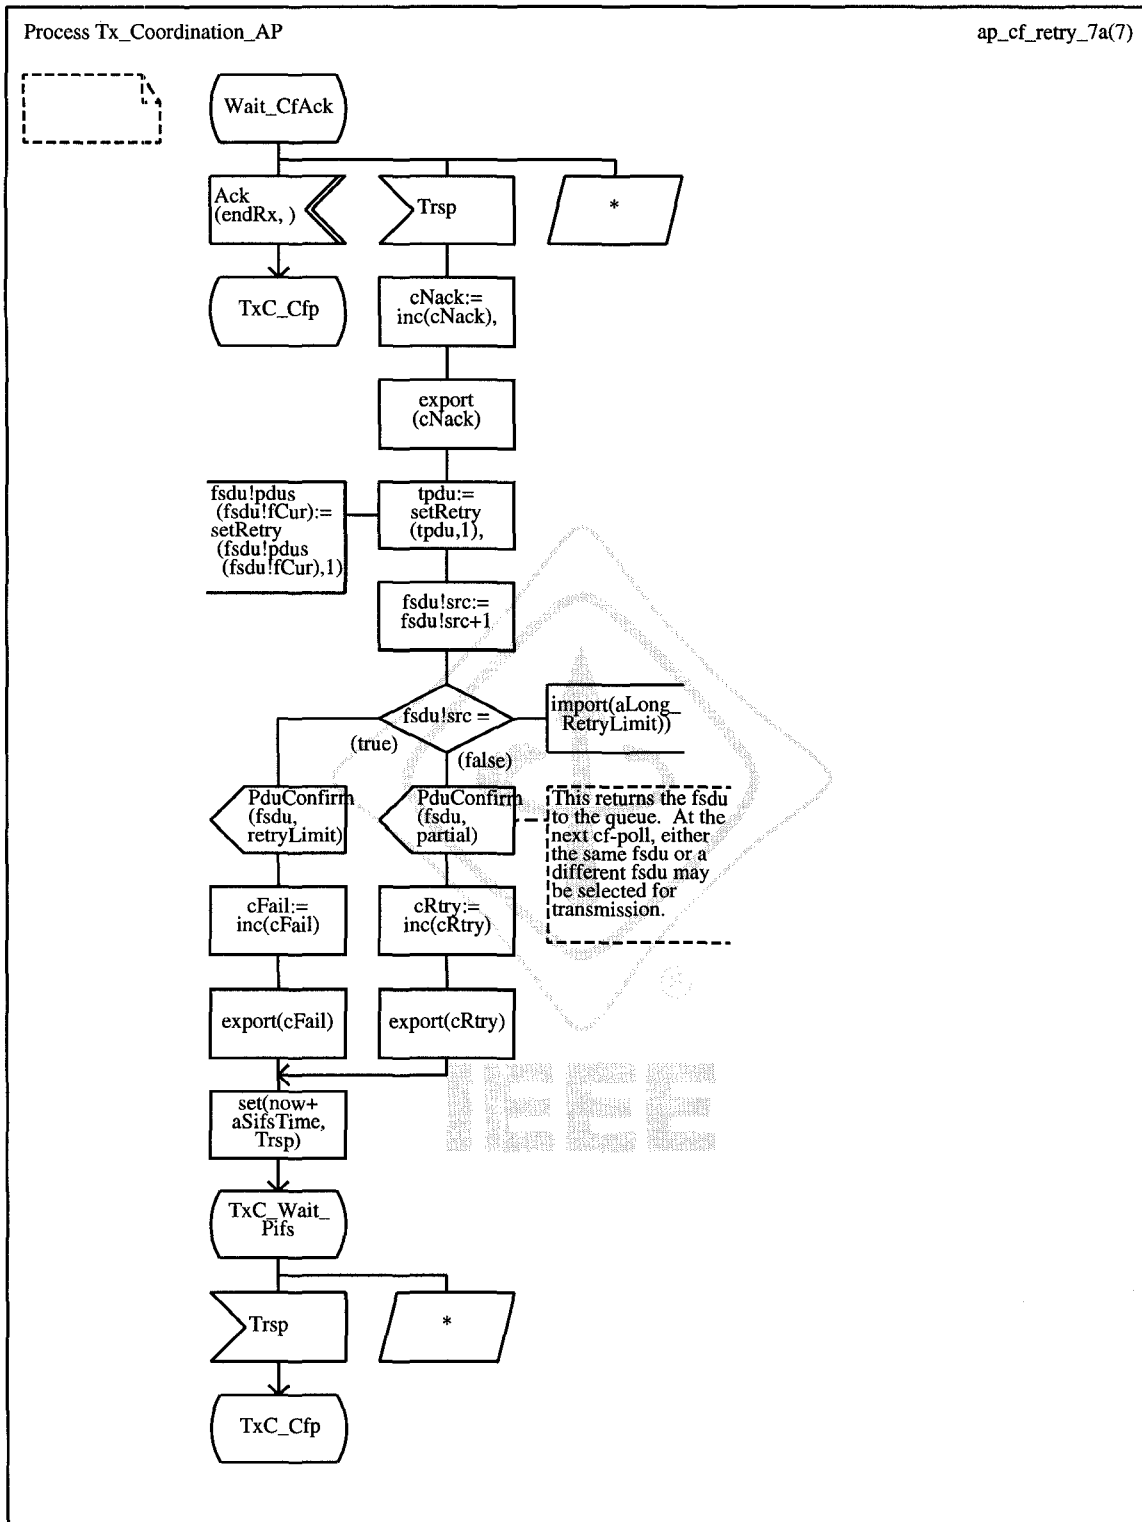 Process Tx_Coordination_AP
ap_cf_retry_7a(7)
Wait_CfAck
Ack
(endRx, )
Trsp
*
TxC_Cfp
cNack:=
inc(cNack),
export
(cNack)
fsdu!pdus
(fsdu!fCur):=
setRetry
(fsdu!pdus
(fsdu!fCur),1)
tpdu:=
setRetry
(tpdu,1),
fsdu!src:=
fsdu!src+1
fsdu!src =
import(aLong_
RetryLimit))
(true)
(false)
PduConfirm
(fsdu,
retryLimit)
PduConfirm
(fsdu,
partial)
This returns the fsdu
to the queue. At the
next cf-poll, either
the same fsdu or a
different fsdu may
be selected for
transmission.
cFail:=
inc(cFail)
cRtry:=
inc(cRtry)
export(cFail)
export(cRtry)
set(now+
aSifsTime,
Trsp)
TxC_Wait_
Pifs
Trsp
*
TxC_Cfp
IEEE
®